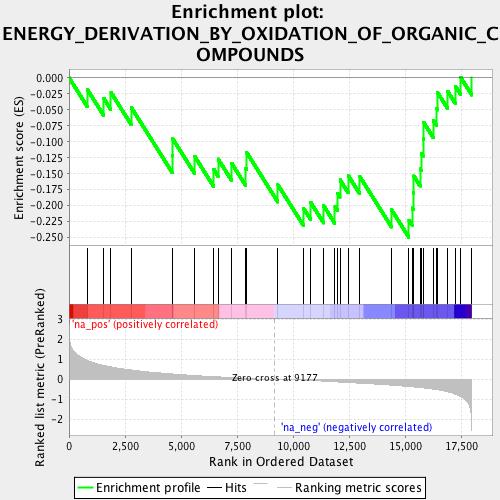 Enrichment plot:
ENERGY_DERIVATION_BY_OXIDATION_OF_ORGANIC_C
OMPOUNDS
Enrichment score (ES)
0.000
-0.025
-0.050
-0.075
-0.100
-0.125
-0.150
-0.175
-0.200
-0.225
-0.250
'na_pos' (positively correlated)
Ranked list metric (PreRanked)
3
2
1
0
-1
-2
Zero cross at 9177
'na_neg' (negatively correlated)
0
2,500
5,000
7,500
10,000
12,500
15,000
17,500
Rank in Ordered Dataset
Enrichment profile
Hits
Ranking metric scores